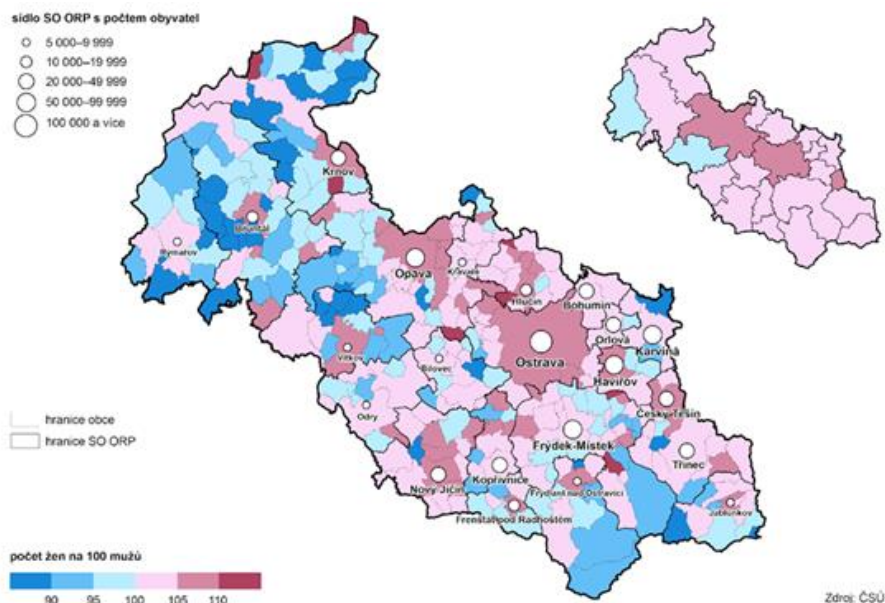 sídlo SO ORP s počtem obyvatel
5 000–9 999
10 000–19 999
20 000–49 999
50 000–99 999
100 000 a více
Krnov
Bruntál
Rýmařov
Opava
Kravaře
Hlučín
Bohumín
Orlová
Karviná
Ostrava
Havířov
Vítkov
Bílovec
Český Těšín
Odry
hranice obce
hranice SO ORP
Frýdek-Místek
Třinec
Nový Jičín
Kopřivnice
Frýdlant nad Ostravicí
Jablunkov
Frenštát pod Radhoštěm
počet žen na 100 mužů
90 95 100 105 110
Zdroj: ČSÚ